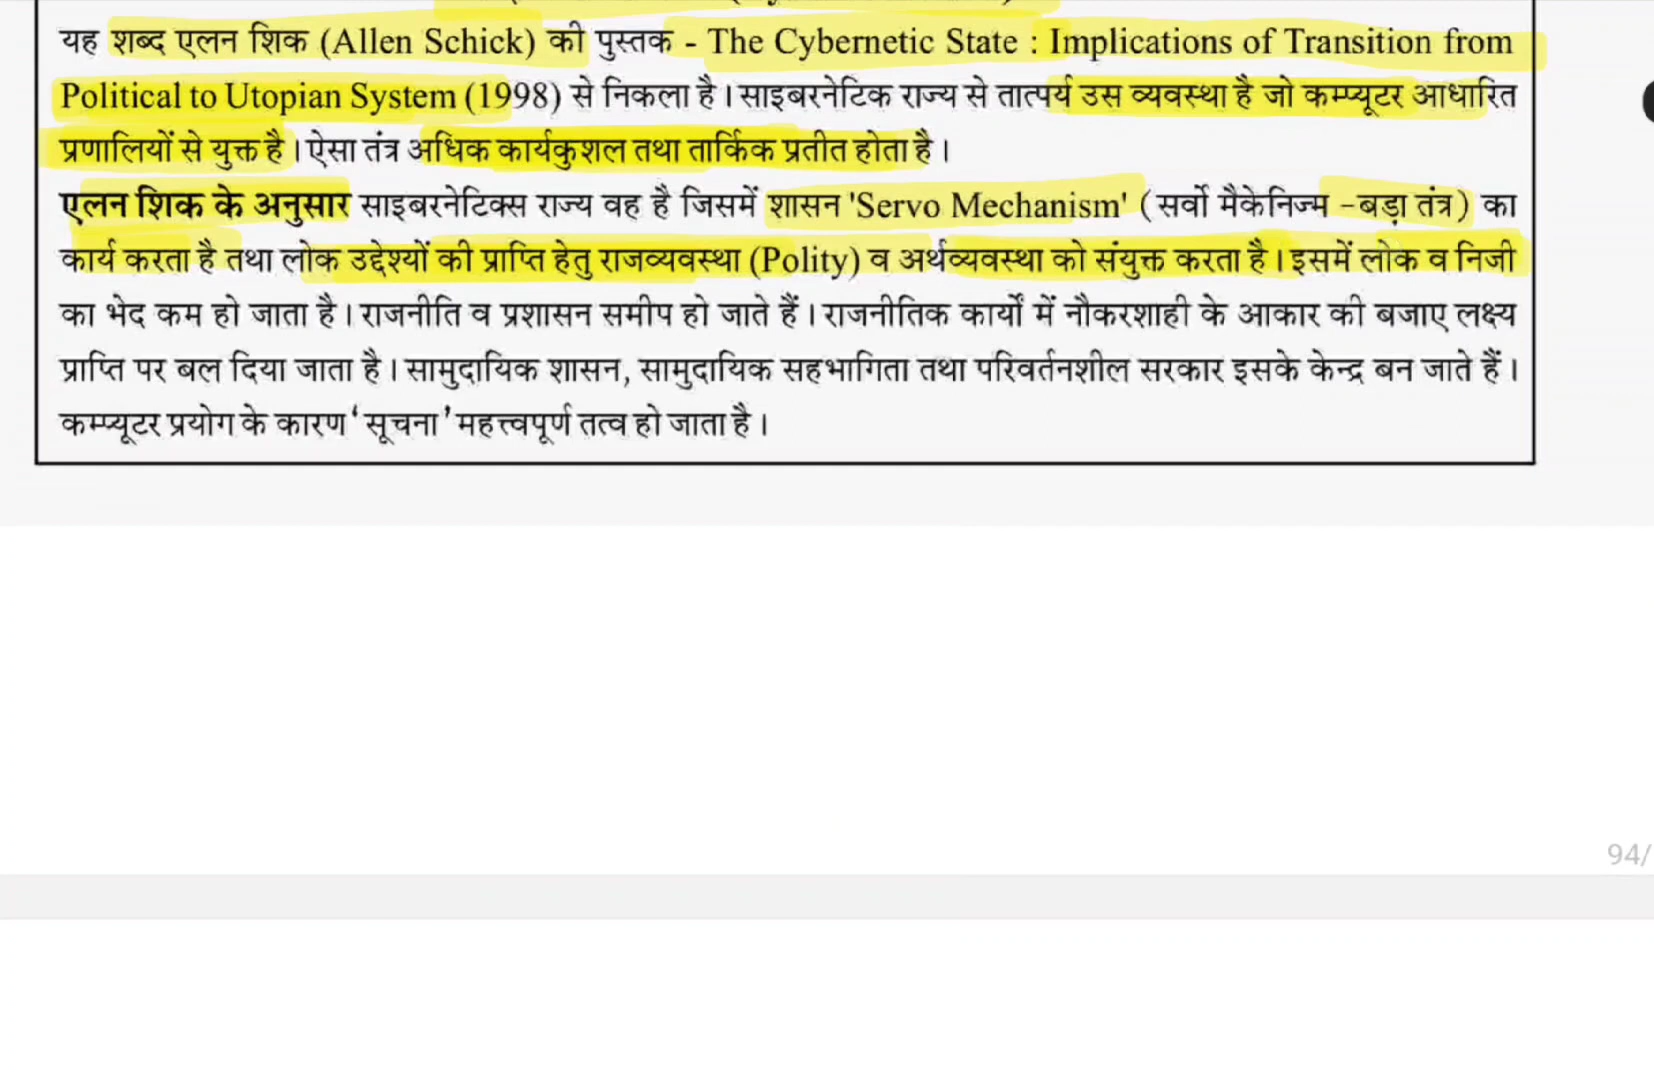 यह शब्द एलन शिक (Allen Schick) की पुस्तक - The Cybernetic State : Implications of Transition from
Political to Utopian System (1998) से निकला है। साइबरनेटिक राज्य से तात्पर्य उस व्यवस्था है जो कम्प्यूटर आधारित
प्रणालियों से युक्त है। ऐसा तंत्र अधिक कार्यकुशल तथा तार्किक प्रतीत होता है।
एलन शिक के अनुसार साइबरनेटिक्स राज्य वह है जिसमें शासन 'Servo Mechanism' (सर्वो मैकेनिज्म -बड़ा तंत्र) का
कार्य करता है तथा लोक उद्देश्यों की प्राप्ति हेतु राजव्यवस्था (Polity) व अर्थव्यवस्था को संयुक्त करता है। इसमें लोक व निजी
का भेद कम हो जाता है। राजनीति व प्रशासन समीप हो जाते हैं। राजनीतिक कार्यों में नौकरशाही के आकार की बजाए लक्ष्य
प्राप्ति पर बल दिया जाता है। सामुदायिक शासन, सामुदायिक सहभागिता तथा परिवर्तनशील सरकार इसके केन्द्र बन जाते हैं।
कम्प्यूटर प्रयोग के कारण ‘सूचना’ महत्त्वपूर्ण तत्व हो जाता है।
94/